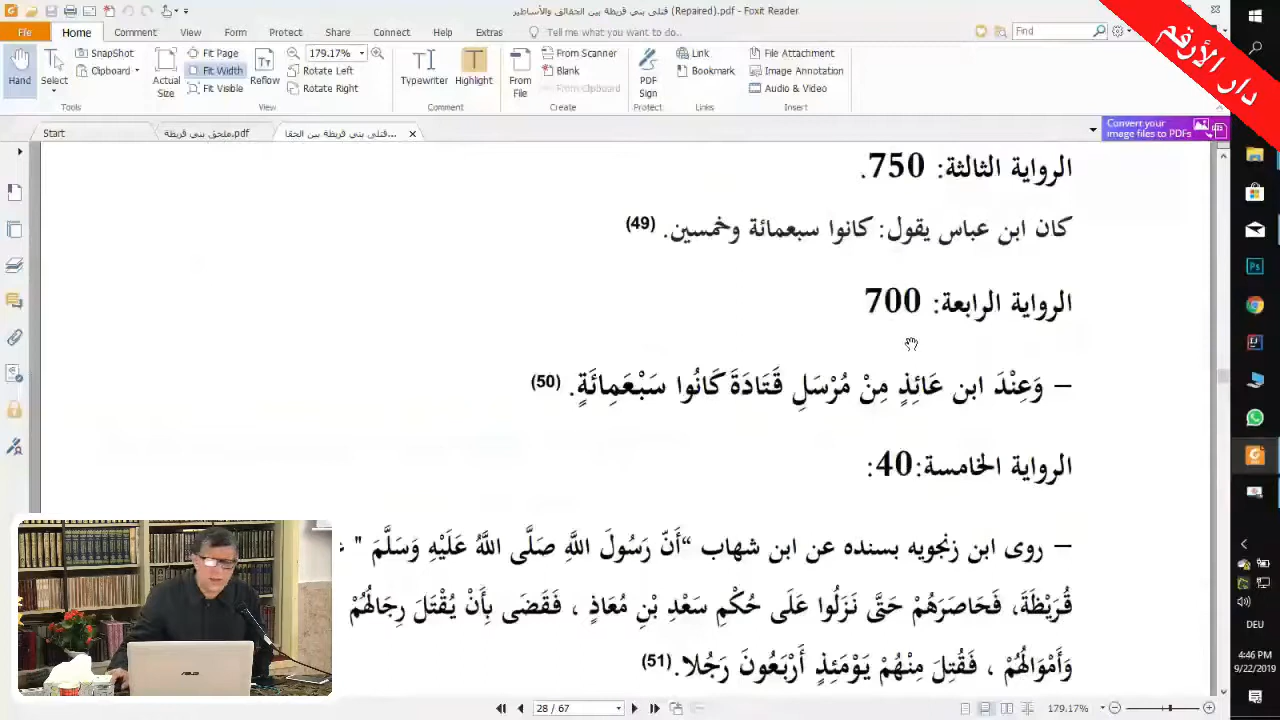 قتلى بني قريظة بين الحقائق والأساطير (Repaired).pdf - Foxit Reader
دار الأرقم
File Home Comment View Form Protect Share Connect Help Extras Tell me what you want to do.. Find
Hand
Select
SnapShot
Clipboard
Tools
Actual Size
Fit Page
Fit Width
Fit Visible
Reflow
179.17%
Rotate Left
Rotate Right
View
Typewriter
Highlight
Comment
From File
From Scanner
Blank
From Clipboard
Create
PDF Sign
Protect
Link
Bookmark
Links
File Attachment
Image Annotation
Audio & Video
Insert
Start
ملحق بني قريظة.pdf
قتلى بني قريظة بين الحقا...
Convert your
image files to PDFs
الرواية الثالثة: 750.
كان ابن عباس يقول: كانوا سبعمائة وخمسين. (49)
الرواية الرابعة: 700
– وَعِنْدَ ابن عَائِذٍ مِنْ مُرْسَلِ قَتَادَةَ كَانُوا سَبْعَمِائَةٍ. (50)
الرواية الخامسة:40:
– روى ابن زنجويه بسنده عن ابن شهاب “أَنّ رَسُولَ اللَّهِ صَلَّى اللَّهُ عَلَيْهِ وَسَلَّمَ "
قُرَيْظَةَ، فَحَاصَرَهُمْ حَتَّى نَزَلُوا عَلَى حُكْمِ سَعْدِ بْنِ مُعَاذٍ ، فَقَضَى بِأَنْ يُقْتَلَ رِجَالُهُمْ
وَأَمْوَالُهُمْ ، فَقُتِلَ مِنْهُمْ يَوْمَئِذٍ أَرْبَعُونَ رَجُلا. (51)
ASUS
28 / 67
179.17%
DEU
4:46 PM
9/22/2019